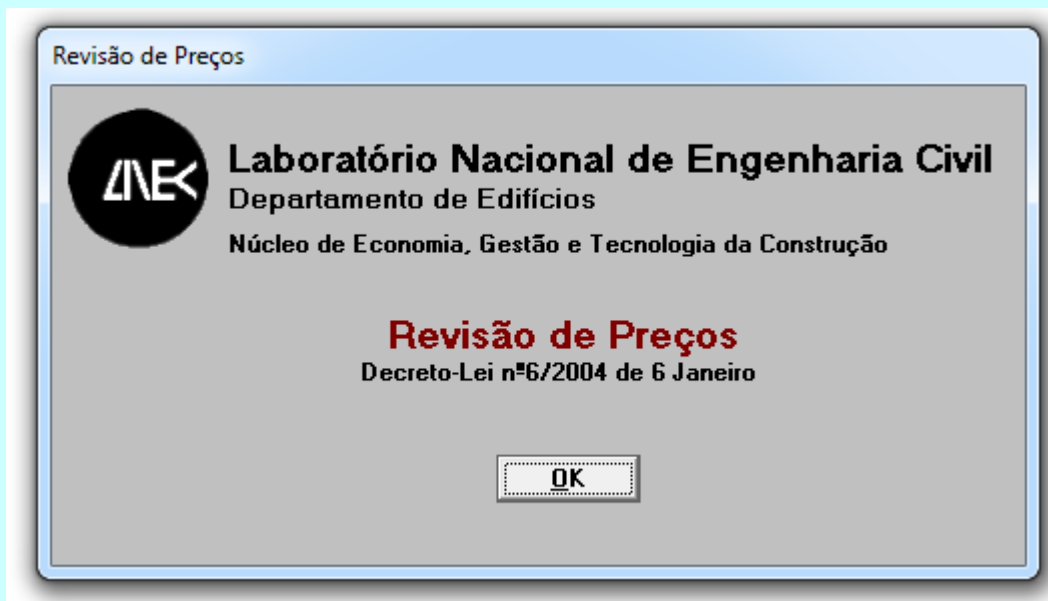 Revisão de Preços
LNEC
Laboratório Nacional de Engenharia Civil
Departamento de Edifícios
Núcleo de Economia, Gestão e Tecnologia da Construção
Revisão de Preços
Decreto-Lei nº6/2004 de 6 Janeiro
OK